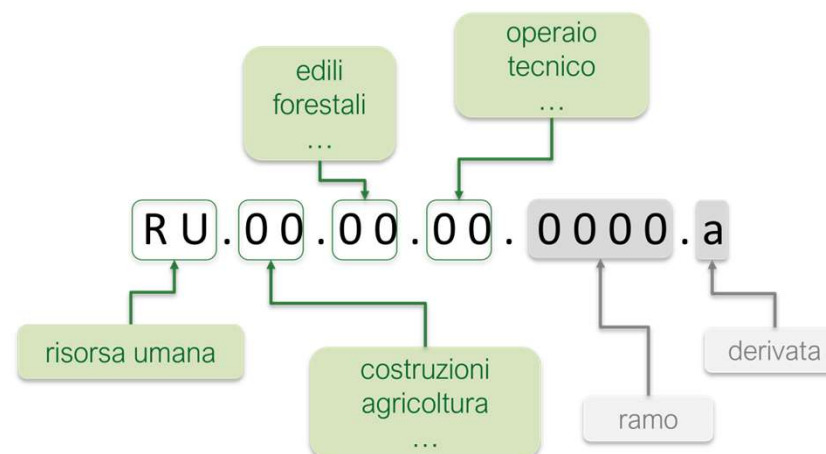 operaio
tecnico
...
edili
forestali
...
RU.00.00.00.0000.a
risorsa umana
derivata
costruzioni
agricoltura
...
ramo